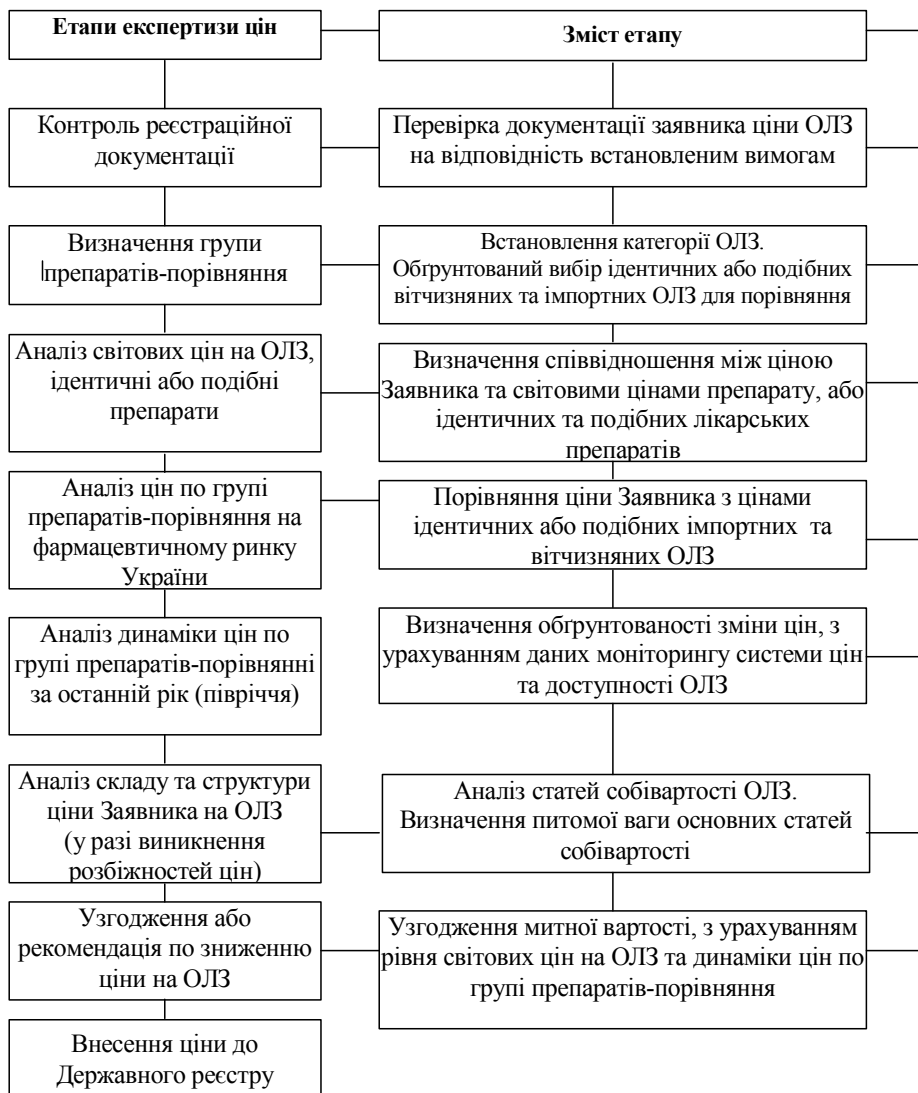 Етапи експертизи цін
Зміст етапу
Контроль реєстраційної
документації
Перевірка документації заявника ціни ОЛЗ
на відповідність встановленим вимогам
Визначення групи
препаратів-порівняння
Встановлення категорії ОЛЗ.
Обґрунтований вибір ідентичних або подібних
вітчизняних та імпортних ОЛЗ для порівняння
Аналіз світових цін на ОЛЗ,
ідентичні або подібні
препарати
Визначення співвідношення між ціною
Заявника та світовими цінами препарату, або
ідентичних та подібних лікарських
препаратів
Аналіз цін по групі
препаратів-порівняння на
фармацевтичному ринку
України
Порівняння ціни Заявника з цінами
ідентичних або подібних імпортних та
вітчизняних ОЛЗ
Аналіз динаміки цін по
групі препаратів-порівнянні
за останній рік (півріччя)
Визначення обґрунтованості зміни цін, з
урахуванням даних моніторингу системи цін
та доступності ОЛЗ
Аналіз складу та структури
ціни Заявника на ОЛЗ
(у разі виникнення
розбіжностей цін)
Аналіз статей собівартості ОЛЗ.
Визначення питомої ваги основних статей
собівартості
Узгодження або
рекомендація по зниженню
ціни на ОЛЗ
Узгодження митної вартості, з урахуванням
рівня світових цін на ОЛЗ та динаміки цін по
групі препаратів-порівняння
Внесення ціни до
Державного реєстру